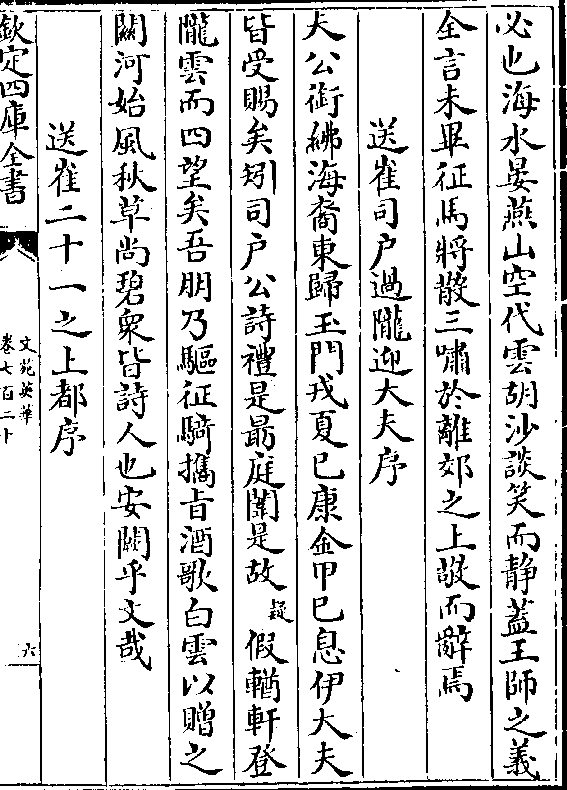 必也海水晏燕山空代雲胡沙談笑而静蓋王師之義
全言未畢征馬將散三嘯於離郊之上敬而辭焉
送崔司户過隴迎大夫序
大公銜紼海裔東歸玉門戎夏已康金甲已息伊大夫
皆受賜矣矧司户公詩禮是最庭闈是故疑假輶軒登
隴雲而四望矣吾朋乃驅征騎攜旨酒歌白雲以贈之
關河始風秋草尚碧衆皆詩人也安闕乎文哉
送崔二十一之上都序
欽定四庫全書
文苑英華
卷七百二十
六